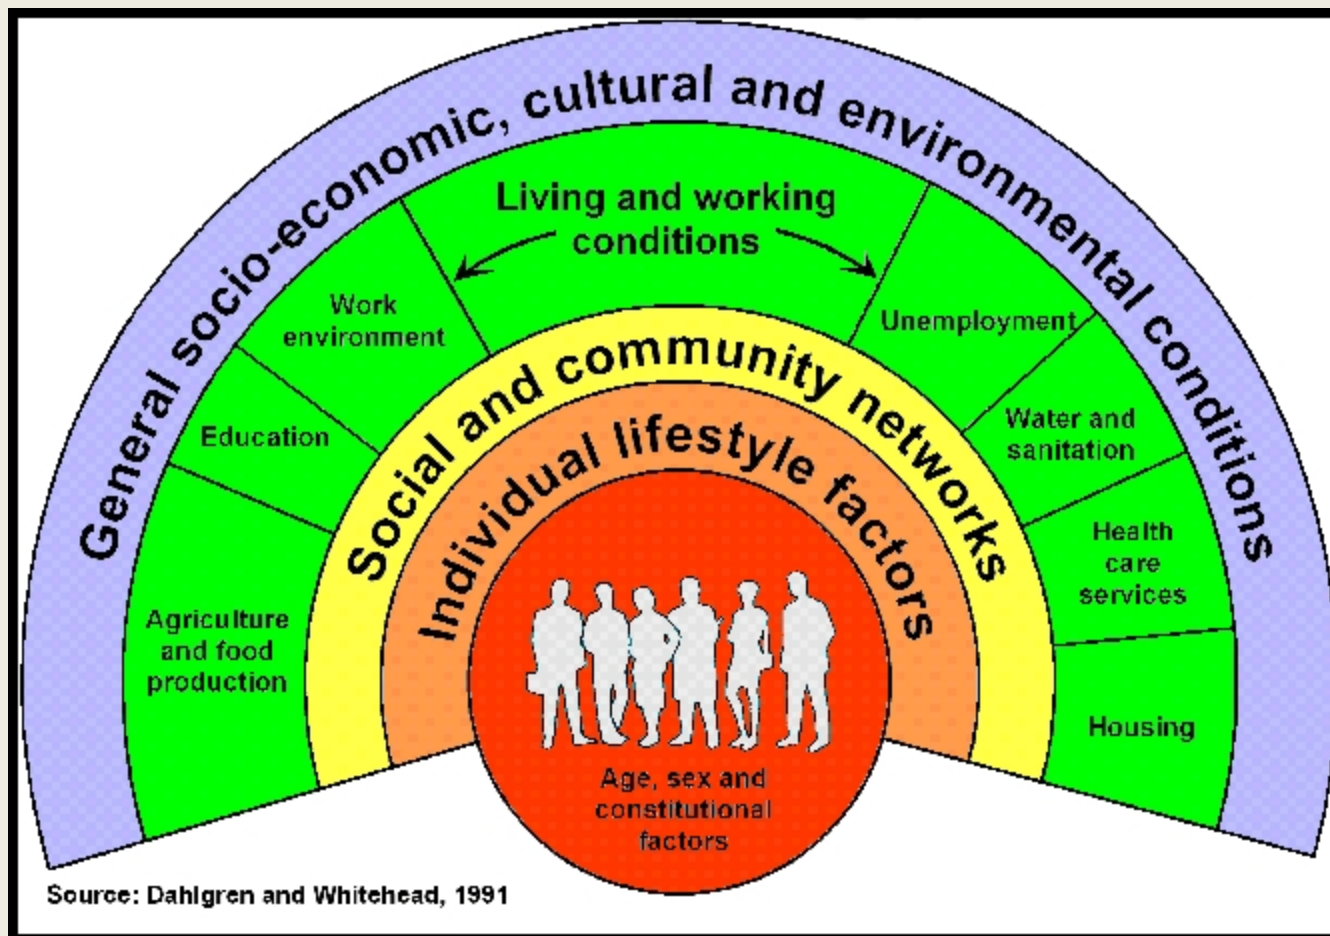 General socio-economic, cultural and environmental conditions
Living and working
conditions
Work
environment
Unemployment
Education
Water and
sanitation
Agriculture
and food
production
Health
care
services
Housing
Social and community networks
Individual lifestyle factors
Age, sex and
constitutional
factors
Source: Dahlgren and Whitehead, 1991